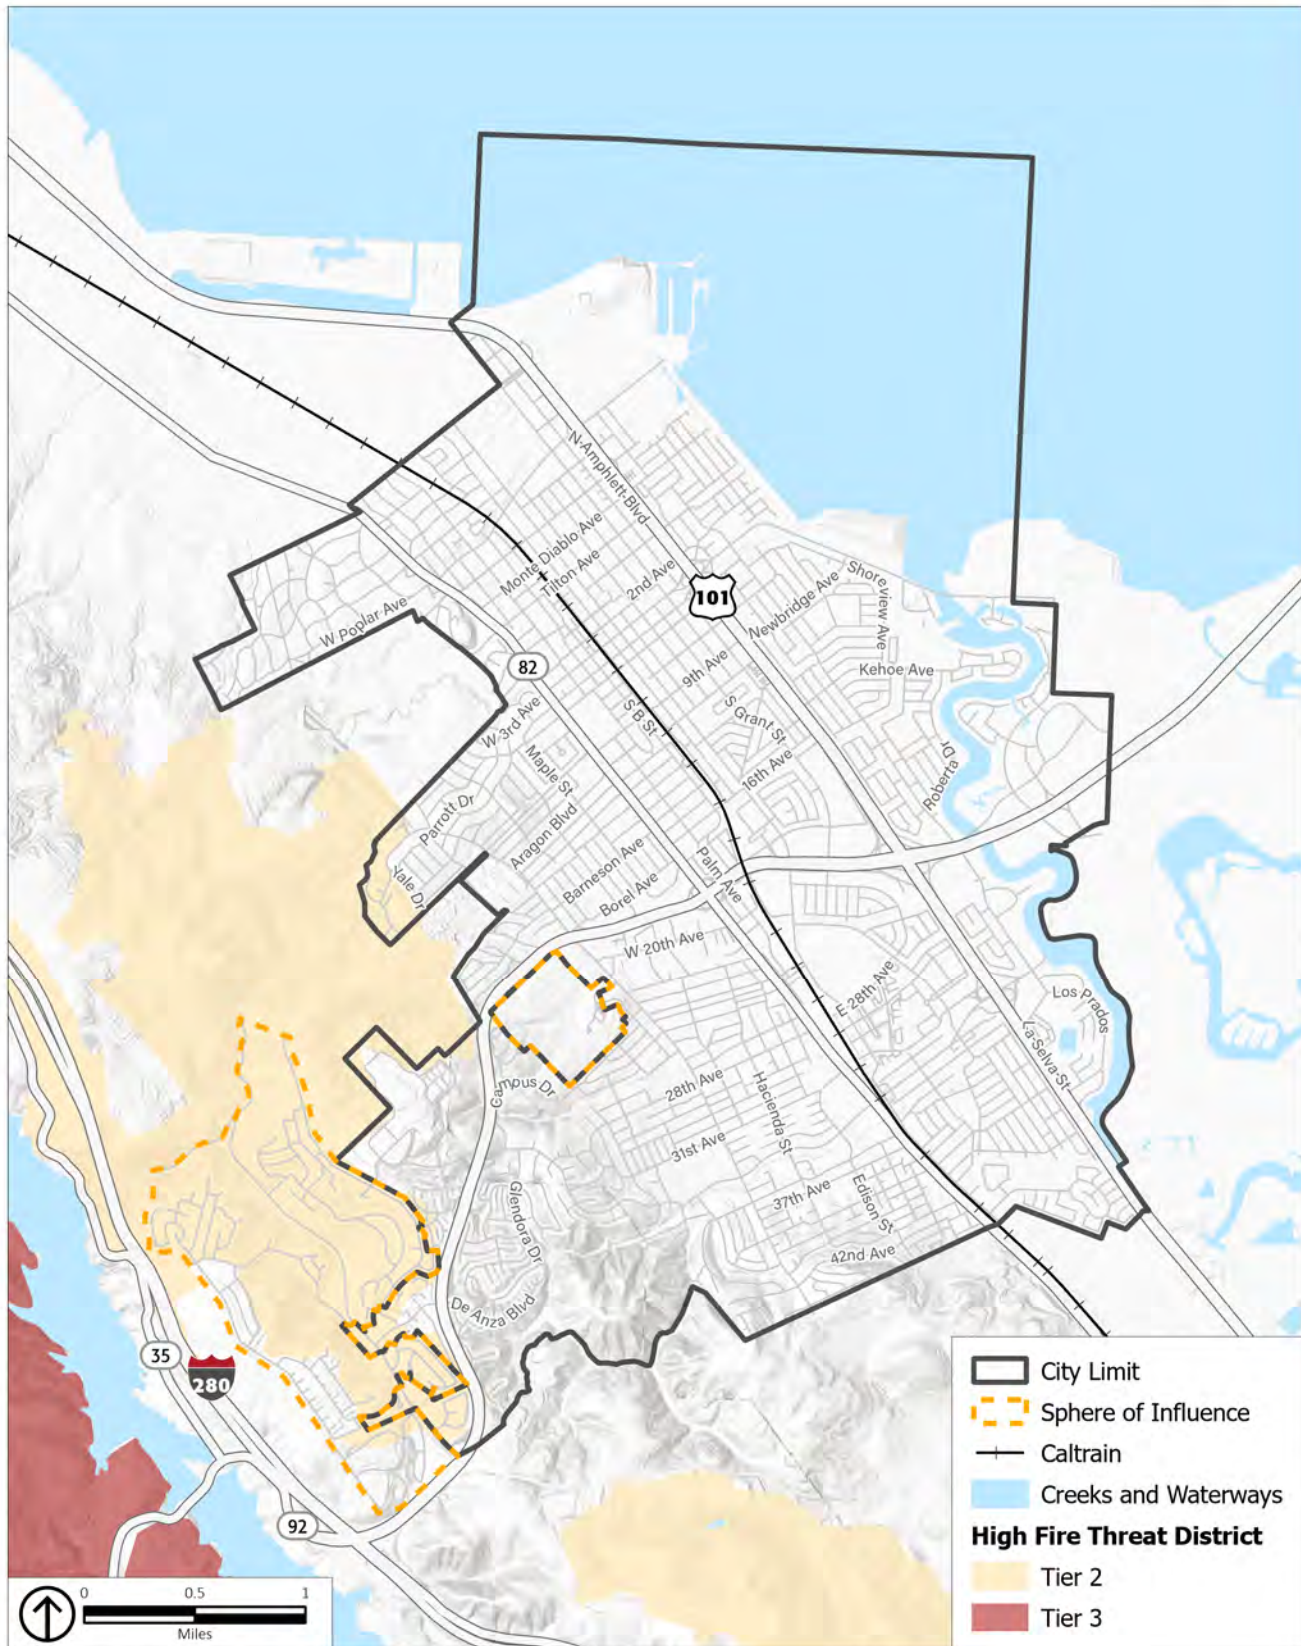 N-Amphlett-Blvd
Monte Diablo Ave
Tilton Ave
2nd Ave
101
Newbridge Ave
Shoreview Ave
W Poplar Ave
82
9th Ave
Kehoe Ave
S B St
S Grant St
W 3rd Ave
Maple St
16th Ave
Roberta Dr
Parrott Dr
Aragon Blvd
Yale Dr
Barneson Ave
Palm Ave
Borel Ave
W 20th Ave
E 28th Ave
Los Prados
La-Selva-St
Campus Dr
28th Ave
Hacienda St
31st Ave
37th Ave
Edison St
Glendora Dr
42nd Ave
De Anza Blvd
35
280
92
City Limit
Sphere of Influence
Caltrain
Creeks and Waterways
High Fire Threat District
Tier 2
Tier 3
0 0.5 1
Miles